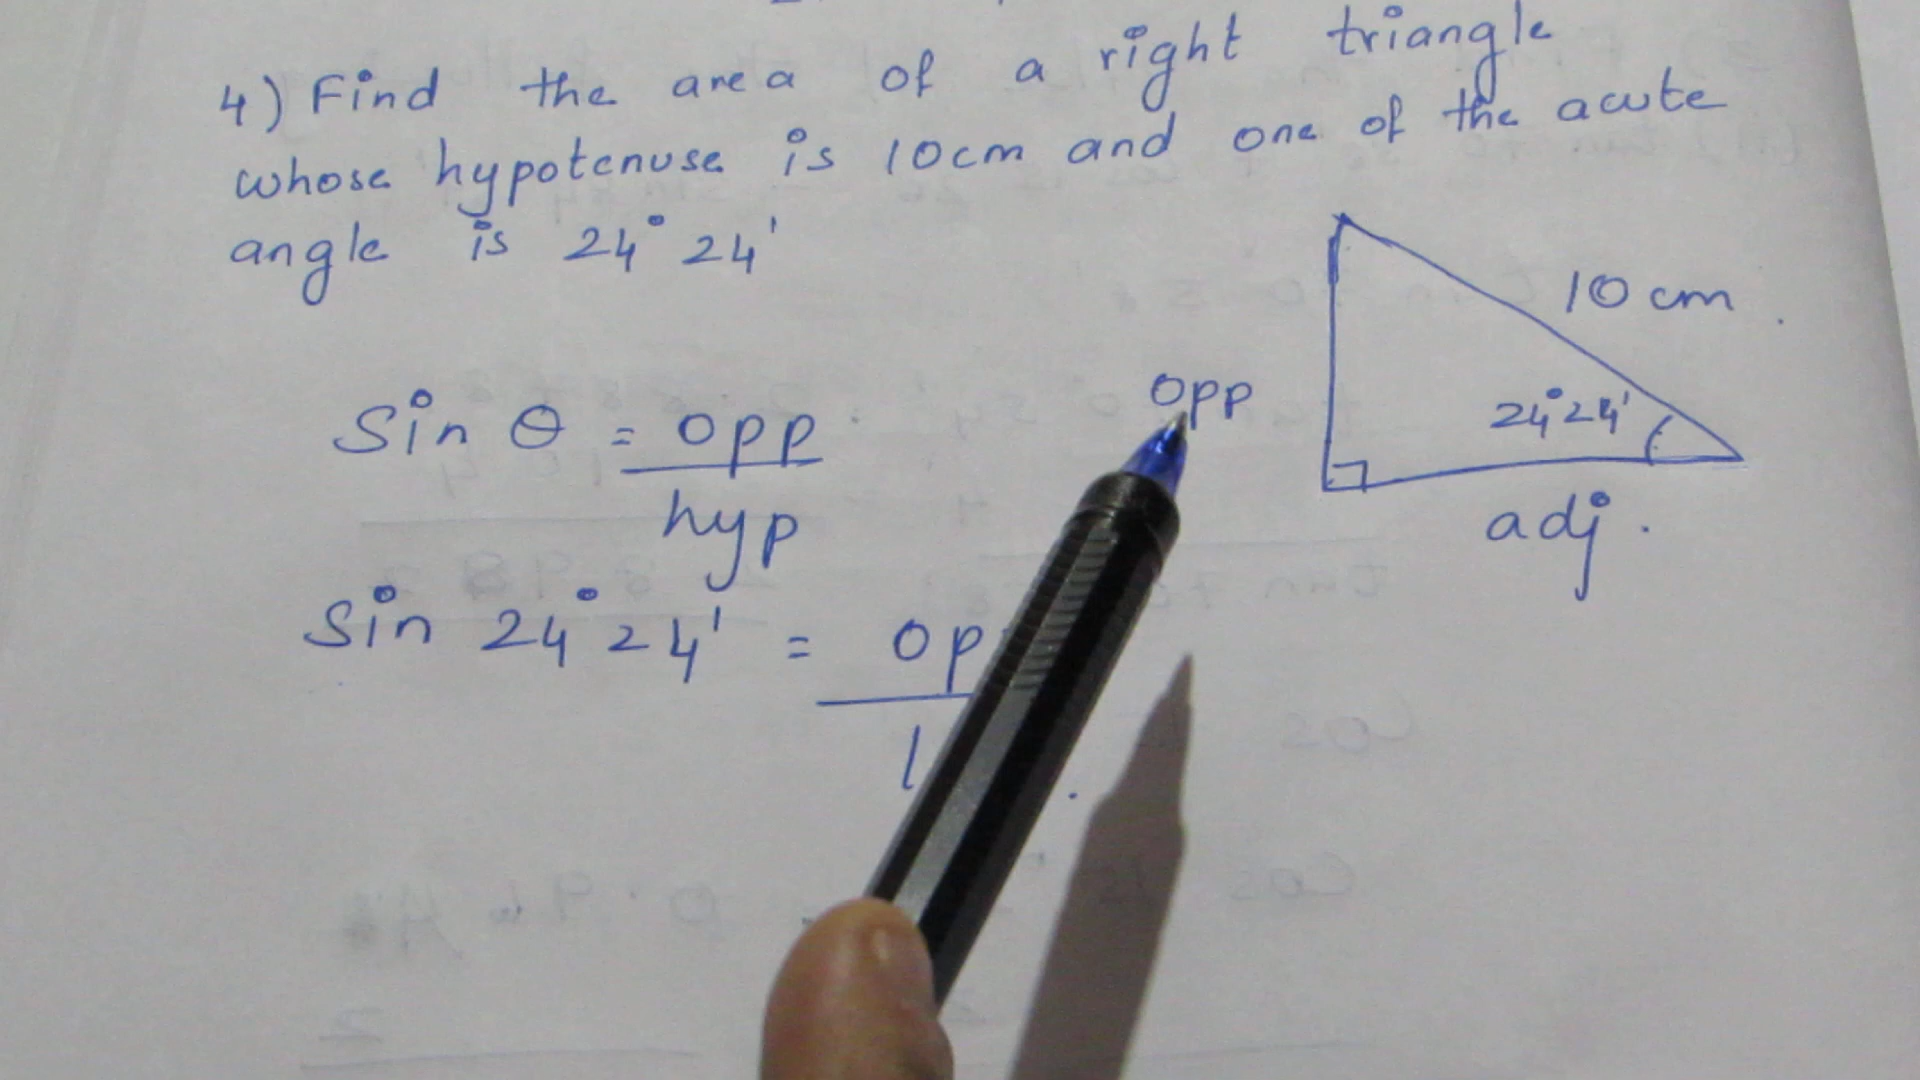 4) Find the area of a right triangle
whose hypotenuse is 10cm and one of the acute
angle is 24° 24'
10 cm
24° 24'
opp
adj.
Sin θ = opp
hyp
Sin 24° 24' = op
1